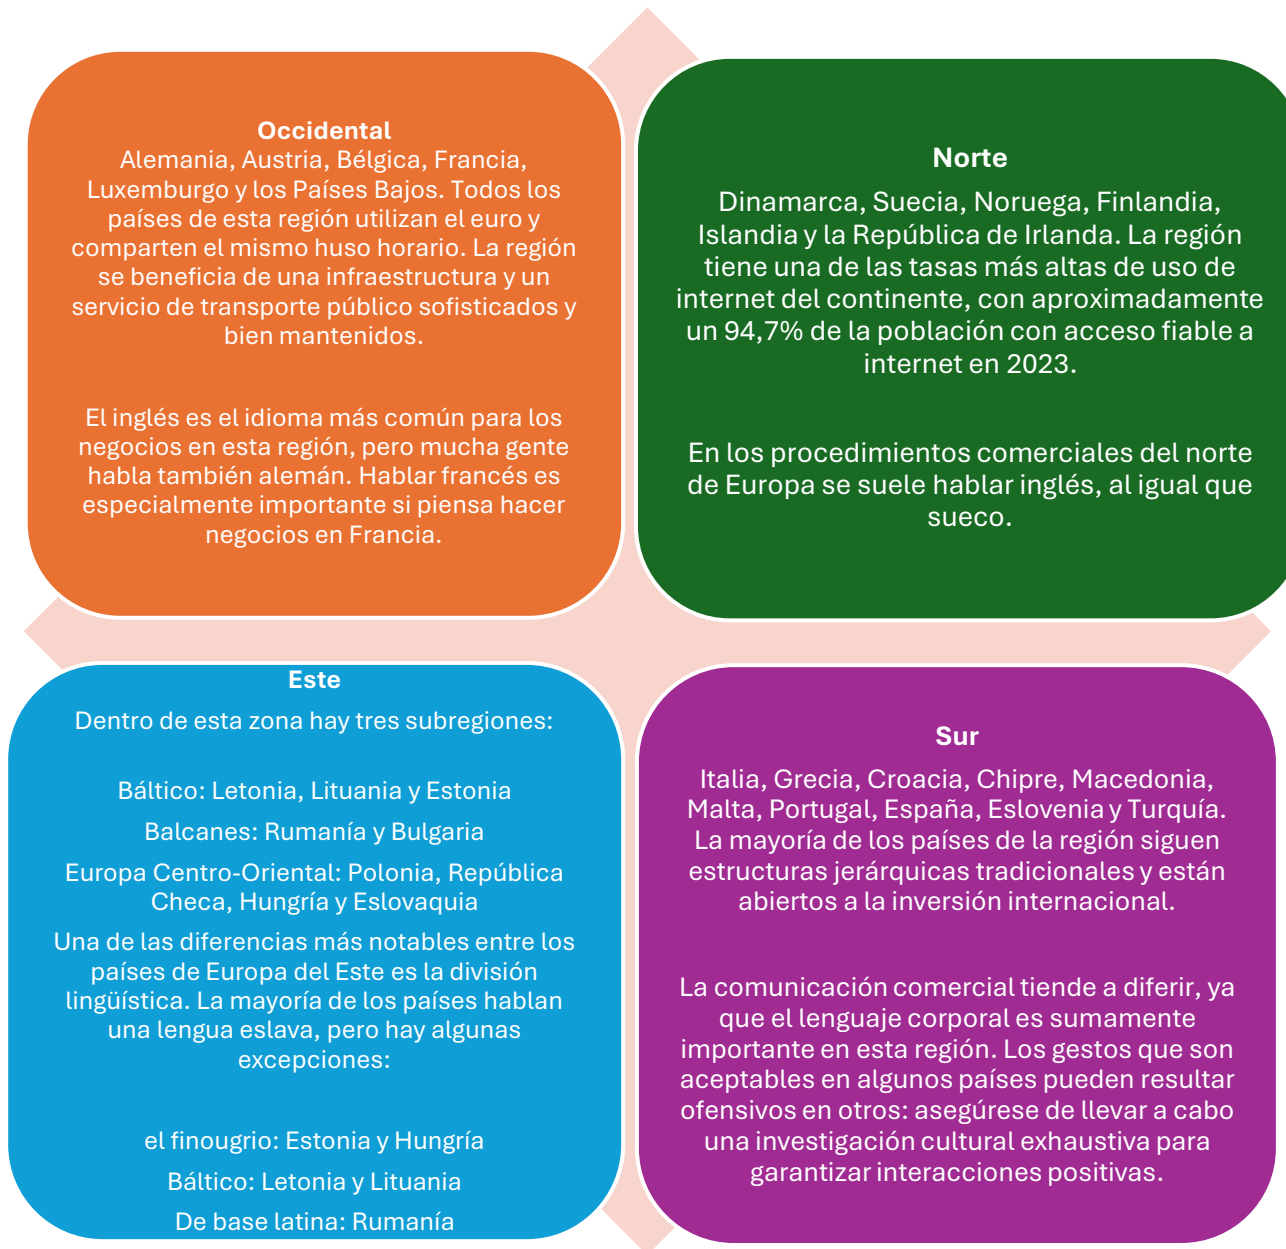 Occidental
Alemania, Austria, Bélgica, Francia,
Luxemburgo y los Países Bajos. Todos los
países de esta región utilizan el euro y
comparten el mismo huso horario. La región
se beneficia de una infraestructura y un
servicio de transporte público sofisticados y
bien mantenidos.
El inglés es el idioma más común para los
negocios en esta región, pero mucha gente
habla también alemán. Hablar francés es
especialmente importante si piensa hacer
negocios en Francia.
Norte
Dinamarca, Suecia, Noruega, Finlandia,
Islandia y la República de Irlanda. La región
tiene una de las tasas más altas de uso de
internet del continente, con aproximadamente
un 94,7% de la población con acceso fiable a
internet en 2023.
En los procedimientos comerciales del norte
de Europa se suele hablar inglés, al igual que
sueco.
Este
Dentro de esta zona hay tres subregiones:
Báltico: Letonia, Lituania y Estonia
Balcanes: Rumanía y Bulgaria
Europa Centro-Oriental: Polonia, República
Checa, Hungría y Eslovaquia
Una de las diferencias más notables entre los
países de Europa del Este es la división
lingüística. La mayoría de los países hablan
una lengua eslava, pero hay algunas
excepciones:
el finougrio: Estonia y Hungría
Báltico: Letonia y Lituania
De base latina: Rumanía
Sur
Italia, Grecia, Croacia, Chipre, Macedonia,
Malta, Portugal, España, Eslovenia y Turquía.
La mayoría de los países de la región siguen
estructuras jerárquicas tradicionales y están
abiertos a la inversión internacional.
La comunicación comercial tiende a diferir, ya
que el lenguaje corporal es sumamente
importante en esta región. Los gestos que son
aceptables en algunos países pueden resultar
ofensivos en otros: asegúrese de llevar a cabo
una investigación cultural exhaustiva para
garantizar interacciones positivas.